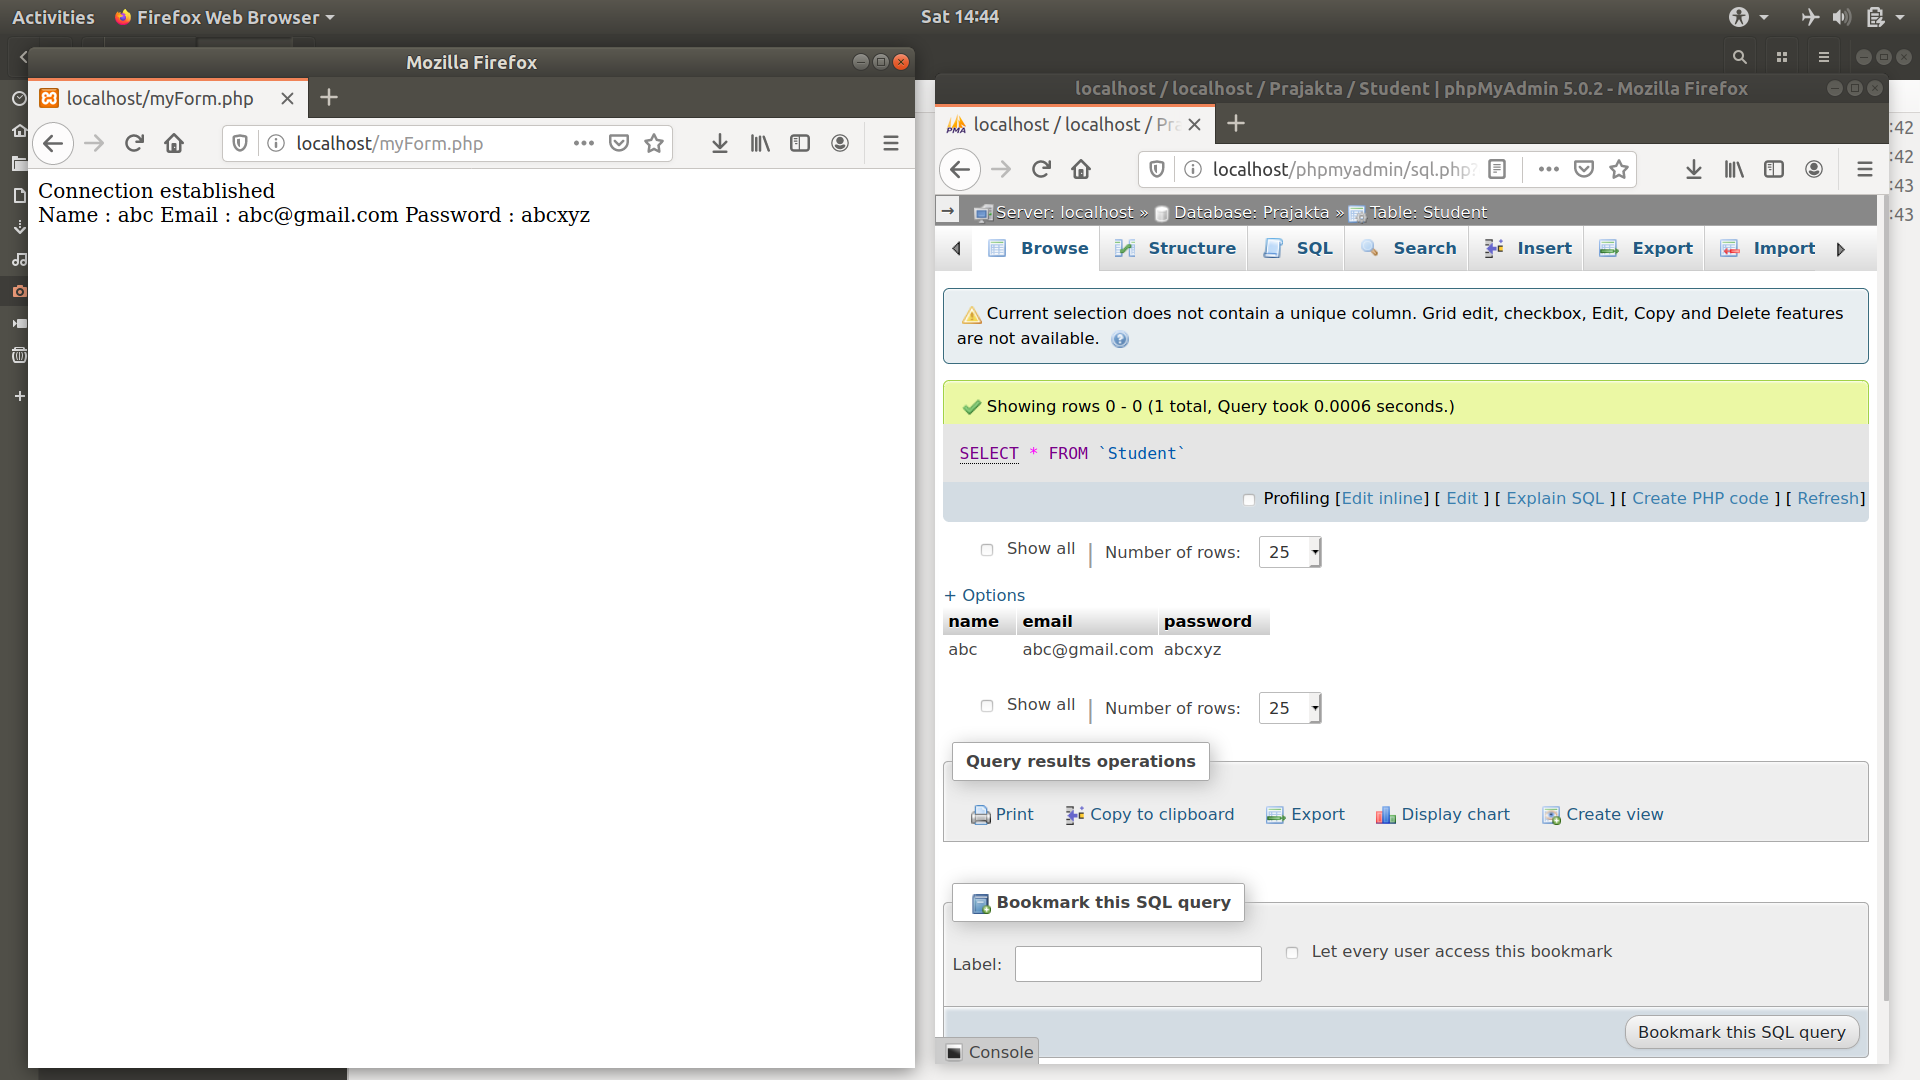 Activities Firefox Web Browser Sat 14:44
Mozilla Firefox
localhost/myForm.php
localhost/myForm.php
Connection established
Name : abc Email : abc@gmail.com Password : abcxyz
localhost / localhost / Prajakta / Student | phpMyAdmin 5.0.2 - Mozilla Firefox
PMA localhost / localhost / Pra
localhost/phpmyadmin/sql.php?
:42
:42
:43
:43
Server: localhost » Database: Prajakta » Table: Student
Browse Structure SQL Search Insert Export Import
Current selection does not contain a unique column. Grid edit, checkbox, Edit, Copy and Delete features
are not available.
Showing rows 0 - 0 (1 total, Query took 0.0006 seconds.)
SELECT * FROM `Student`
Profiling [Edit inline] [ Edit ] [ Explain SQL ] [ Create PHP code ] [ Refresh]
Show all | Number of rows: 25
+ Options
name email password
abc abc@gmail.com abcxyz
Show all | Number of rows: 25
Query results operations
Print Copy to clipboard Export Display chart Create view
Bookmark this SQL query
Label: Let every user access this bookmark
Bookmark this SQL query
Console